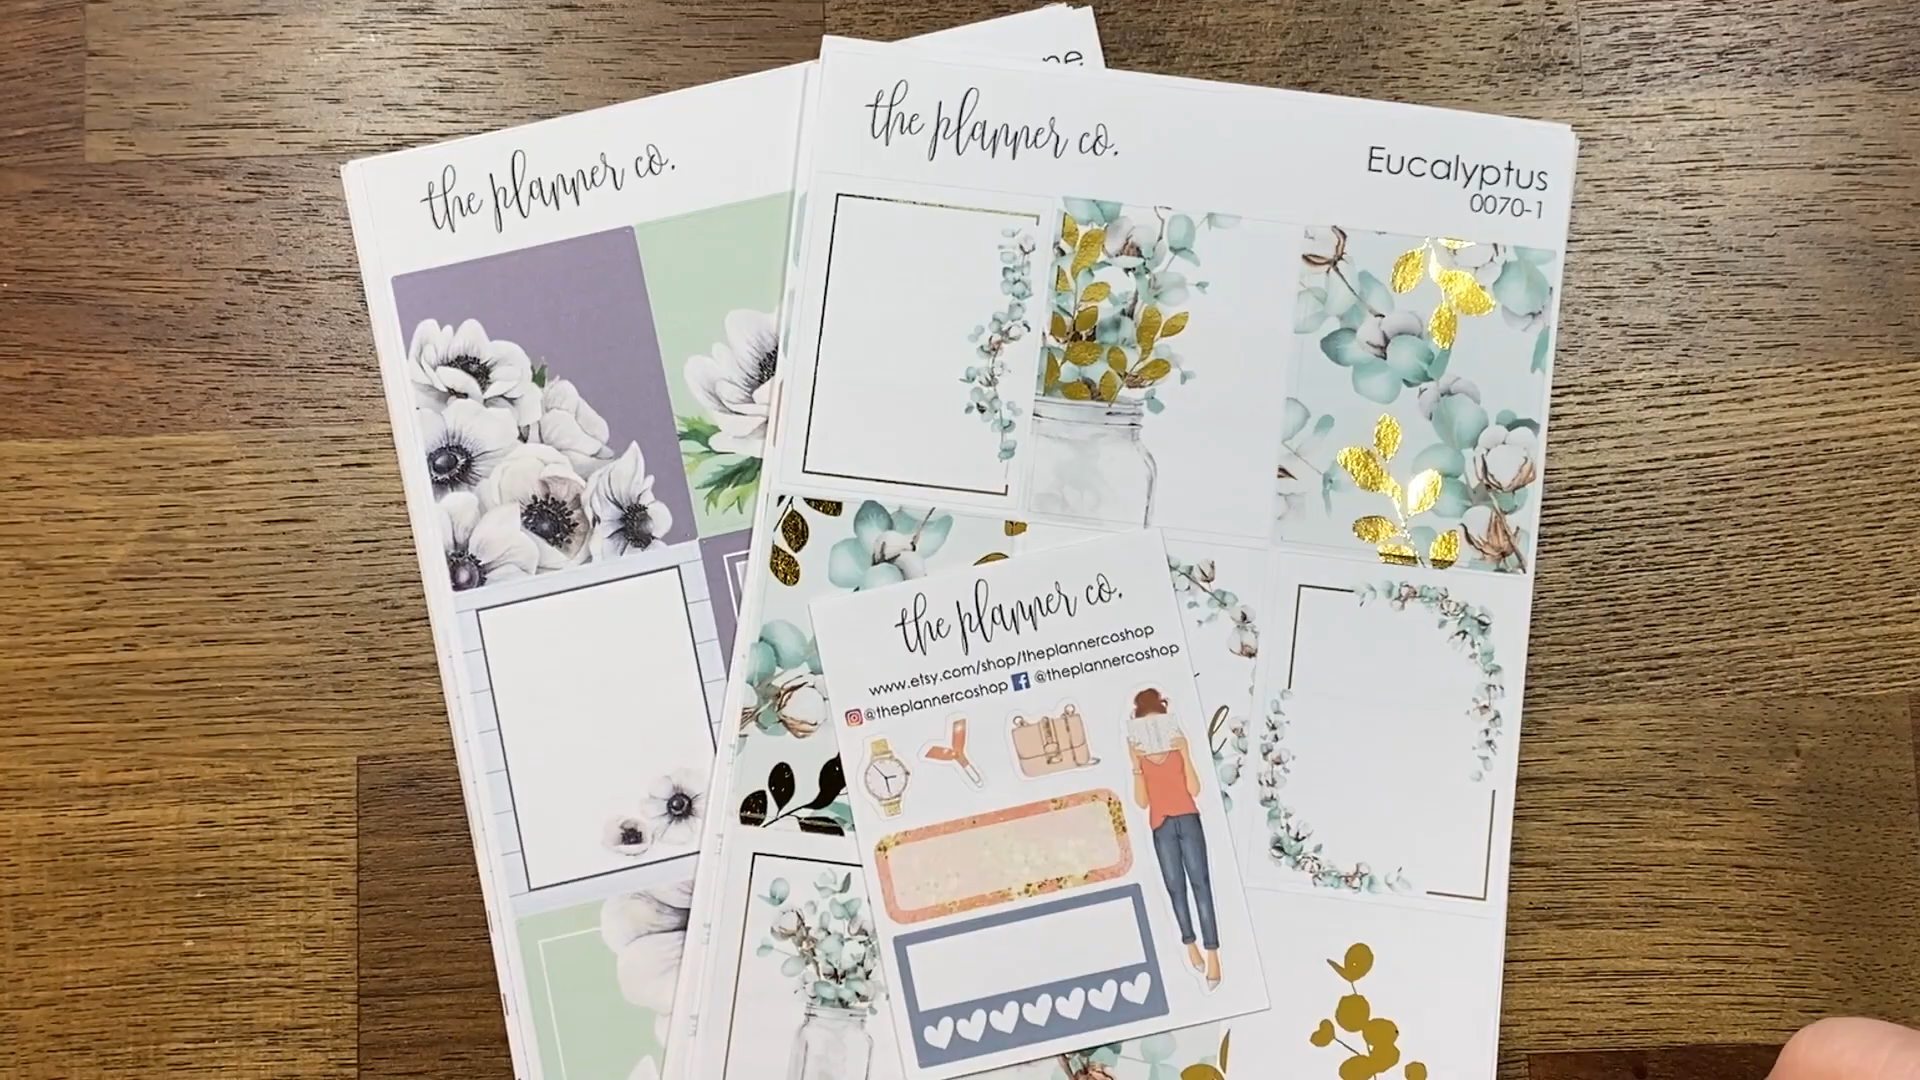 the planner co.
the planner co.
Eucalyptus
0070-1
the planner co.
www.etsy.com/shop/theplannercoshop
@theplannercoshop @theplannercoshop